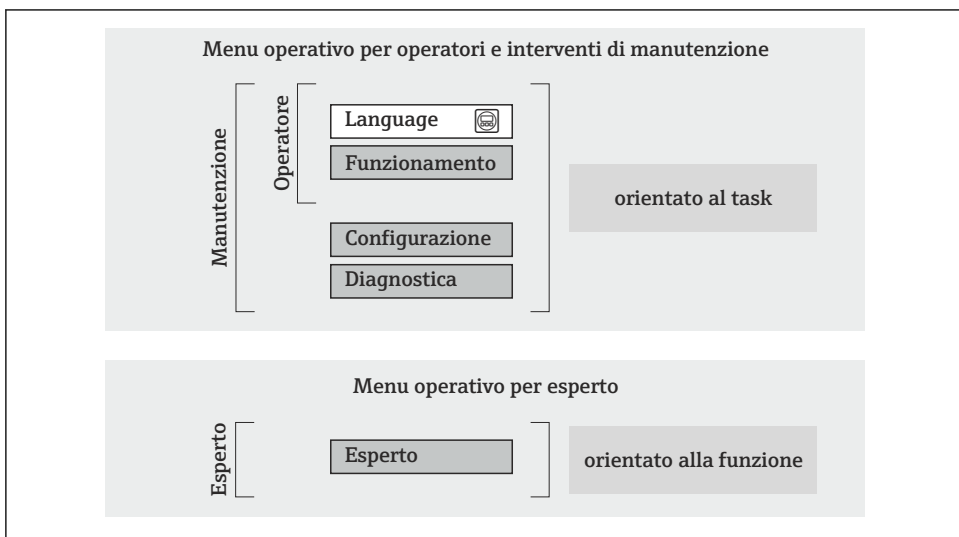 Menu operativo per operatori e interventi di manutenzione
Manutenzione
Operatore
Language
Funzionamento
Configurazione
Diagnostica
orientato al task
Menu operativo per esperto
Esperto
Esperto
orientato alla funzione